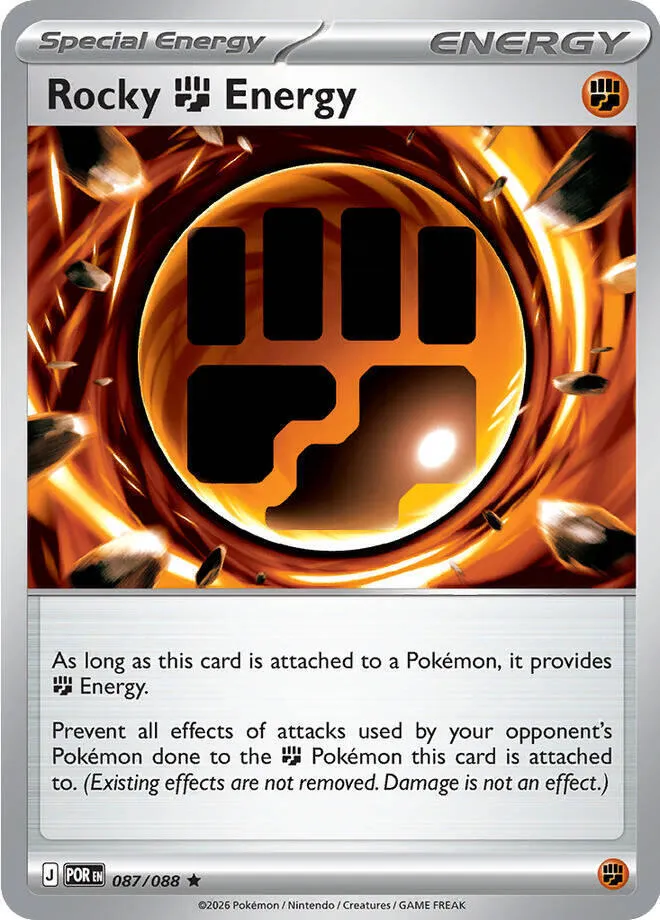 Special Energy
ENERGY
Rocky Energy
As long as this card is attached to a Pokémon, it provides
Energy.
Prevent all effects of attacks used by your opponent's
Pokémon done to the Pokémon this card is attached
to. (Existing effects are not removed. Damage is not an effect.)
J POR EN 087/088 ★
©2026 Pokémon / Nintendo / Creatures / GAME FREAK